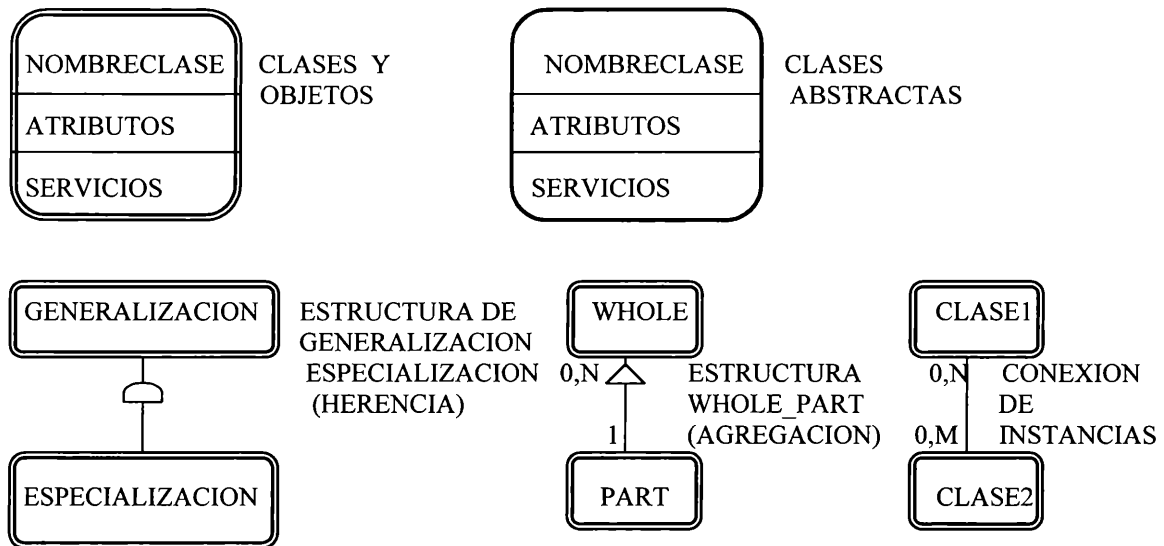 NOMBRECLASE
ATRIBUTOS
SERVICIOS
CLASES Y
OBJETOS
NOMBRECLASE
ATRIBUTOS
SERVICIOS
CLASES
ABSTRACTAS
GENERALIZACION
ESPECIALIZACION
ESTRUCTURA DE
GENERALIZACION
ESPECIALIZACION
(HERENCIA)
WHOLE
0,N
1
PART
ESTRUCTURA
WHOLE_PART
(AGREGACION)
CLASE1
0,N
0,M
CLASE2
CONEXION
DE
INSTANCIAS